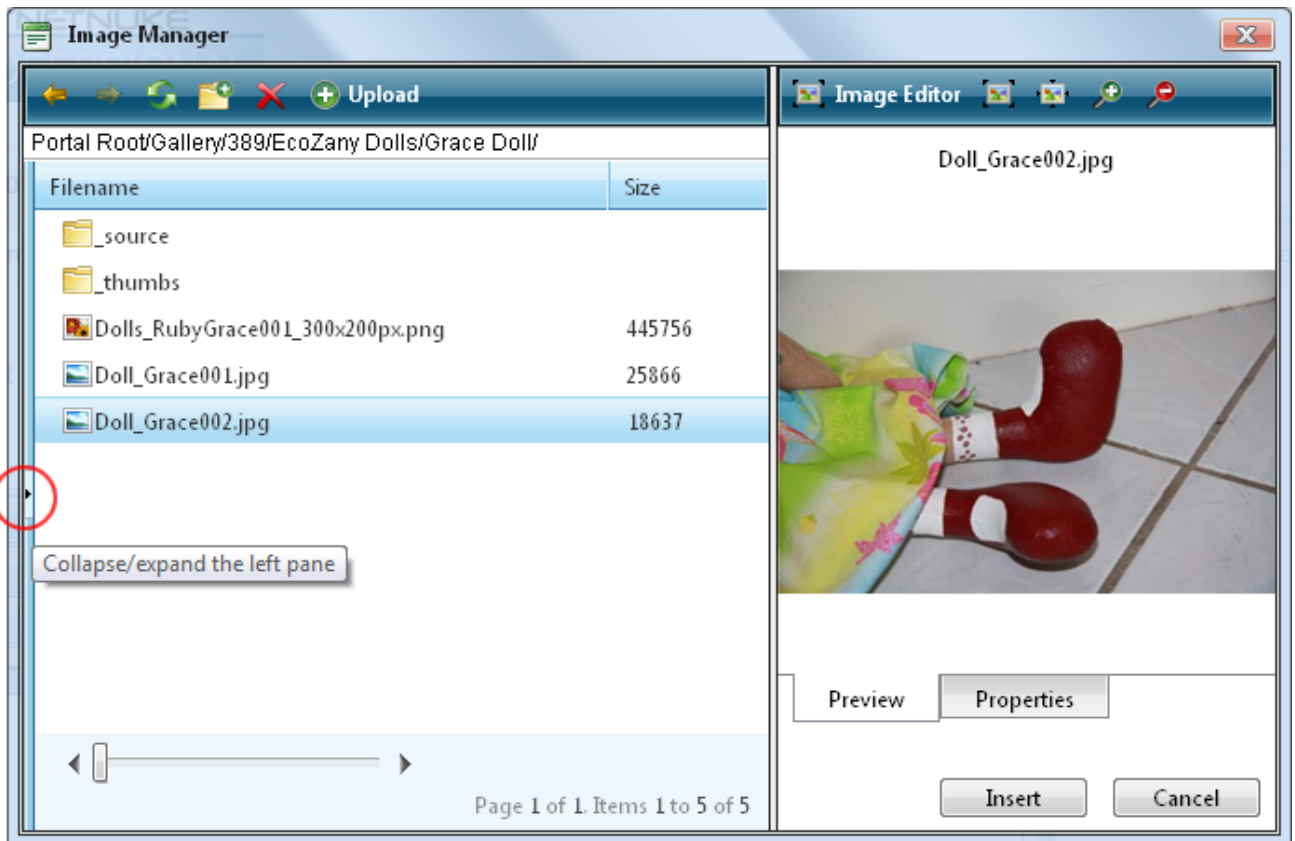 NETNUKE
Image Manager
Upload
Image Editor
Portal Root/Gallery/389/EcoZany Dolls/Grace Doll/
Doll_Grace002.jpg
Filename Size
_source
_thumbs
Dolls_RubyGrace001_300x200px.png 445756
Doll_Grace001.jpg 25866
Doll_Grace002.jpg 18637
Collapse/expand the left pane
Preview Properties
Page 1 of 1. Items 1 to 5 of 5
Insert Cancel